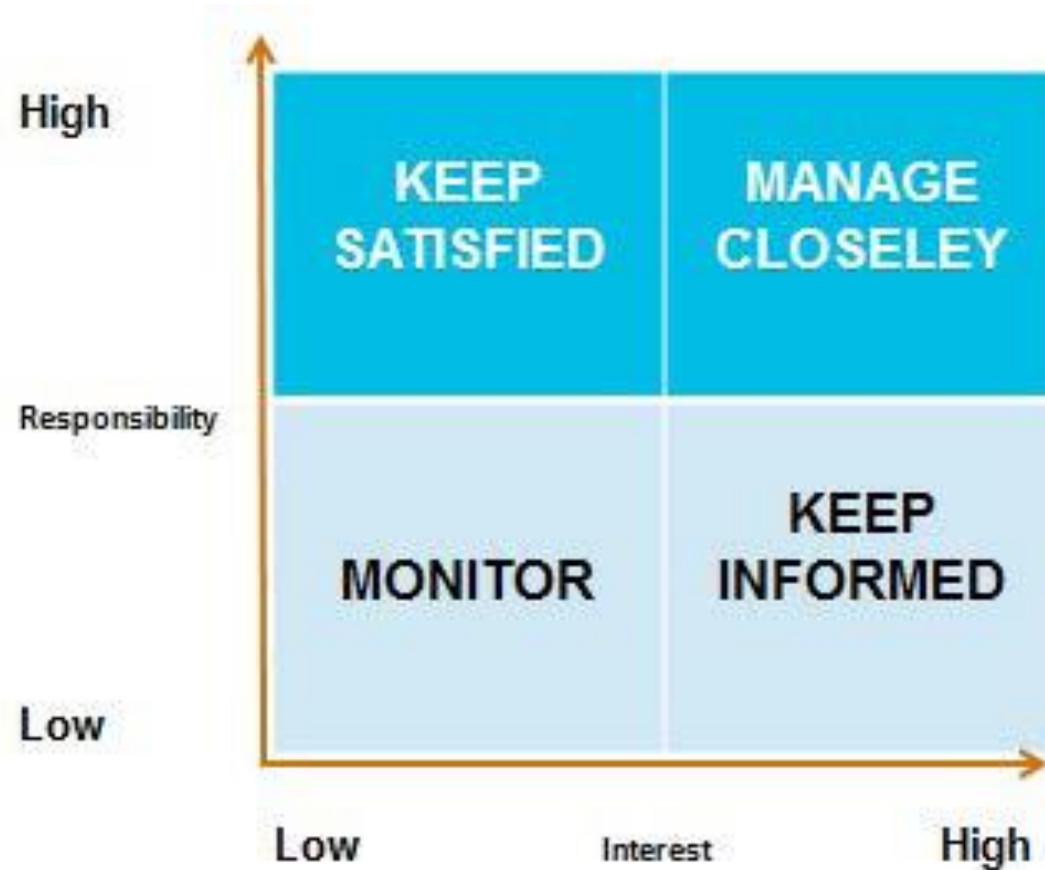 High
KEEP
SATISFIED
MANAGE
CLOSELEY
Responsibility
MONITOR
KEEP
INFORMED
Low
Low
Interest
High